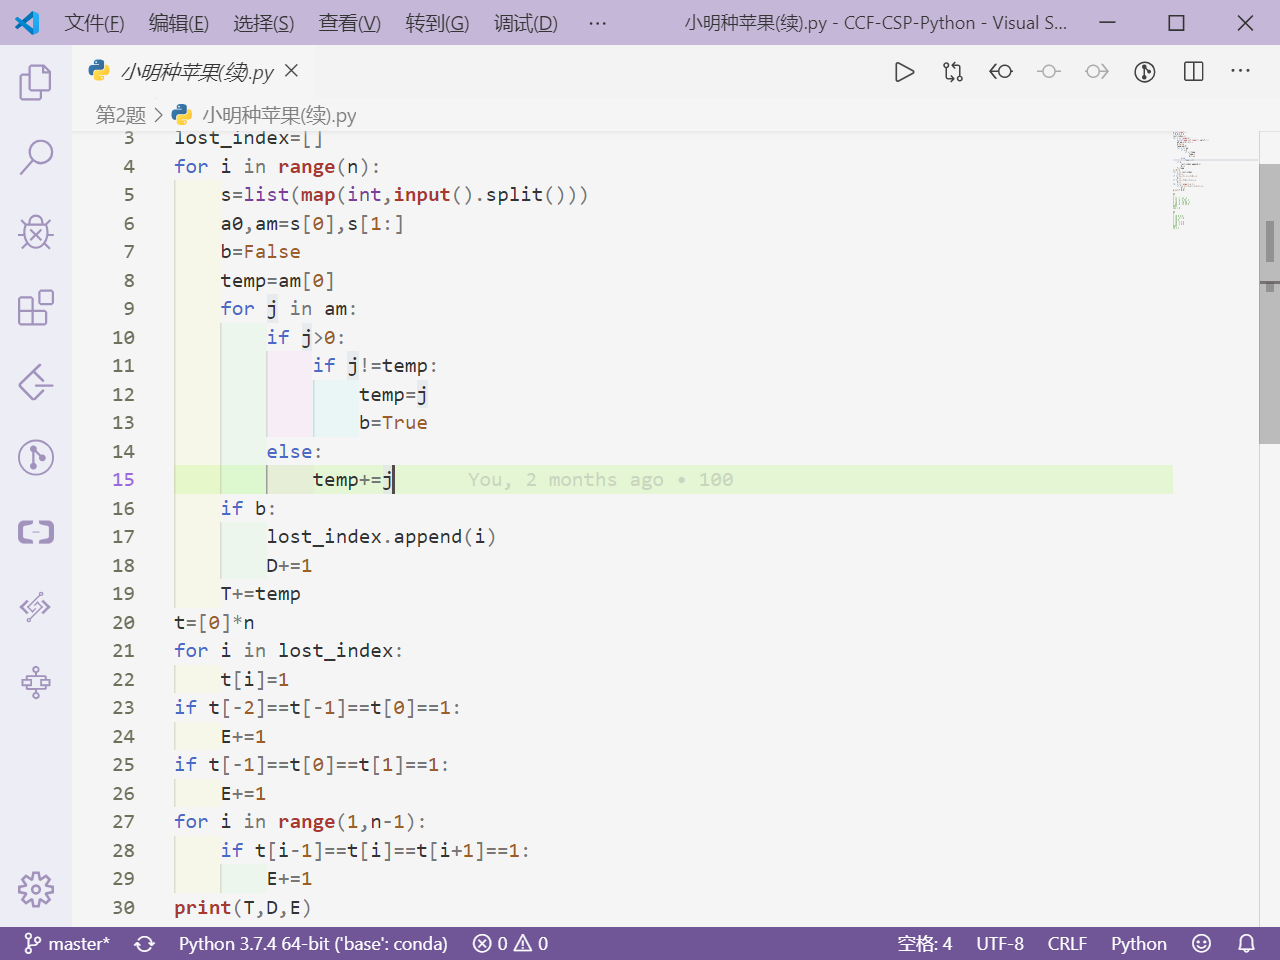 文件(F) 编辑(E) 选择(S) 查看(V) 转到(G) 调试(D) ··· 小明种苹果(续).py - CCF-CSP-Python - Visual S...
小明种苹果(续).py
第2题 > 小明种苹果(续).py
3 lost_index=[]
4 for i in range(n):
5 s=list(map(int,input().split()))
6 a0,am=s[0],s[1:]
7 b=False
8 temp=am[0]
9 for j in am:
10 if j>0:
11 if j!=temp:
12 temp=j
13 b=True
14 else:
15 temp+=j You, 2 months ago • 100
16 if b:
17 lost_index.append(i)
18 D+=1
19 T+=temp
20 t=[0]*n
21 for i in lost_index:
22 t[i]=1
23 if t[-2]==t[-1]==t[0]==1:
24 E+=1
25 if t[-1]==t[0]==t[1]==1:
26 E+=1
27 for i in range(1,n-1):
28 if t[i-1]==t[i]==t[i+1]==1:
29 E+=1
30 print(T,D,E)
master* Python 3.7.4 64-bit ('base': conda) 0 0 空格: 4 UTF-8 CRLF Python